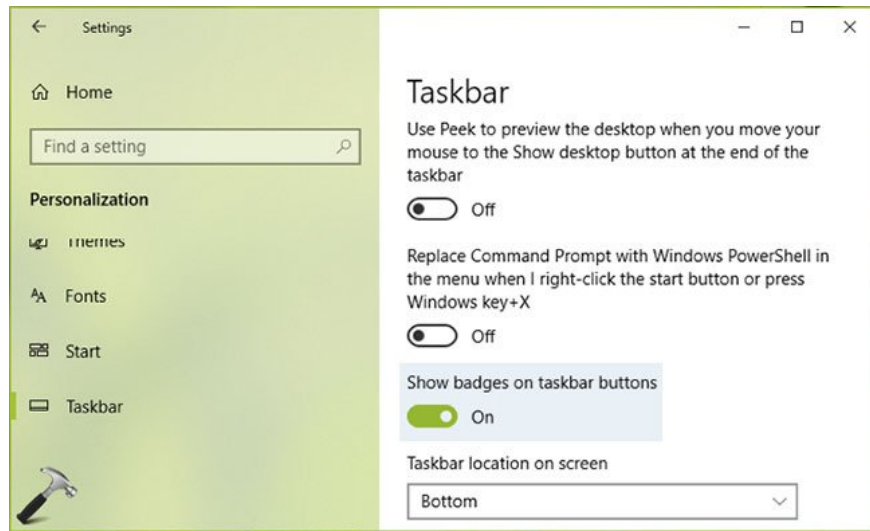 Settings
Home
Find a setting
Personalization
Themes
Fonts
Start
Taskbar
Taskbar
Use Peek to preview the desktop when you move your
mouse to the Show desktop button at the end of the
taskbar
Off
Replace Command Prompt with Windows PowerShell in
the menu when I right-click the start button or press
Windows key+X
Off
Show badges on taskbar buttons
On
Taskbar location on screen
Bottom